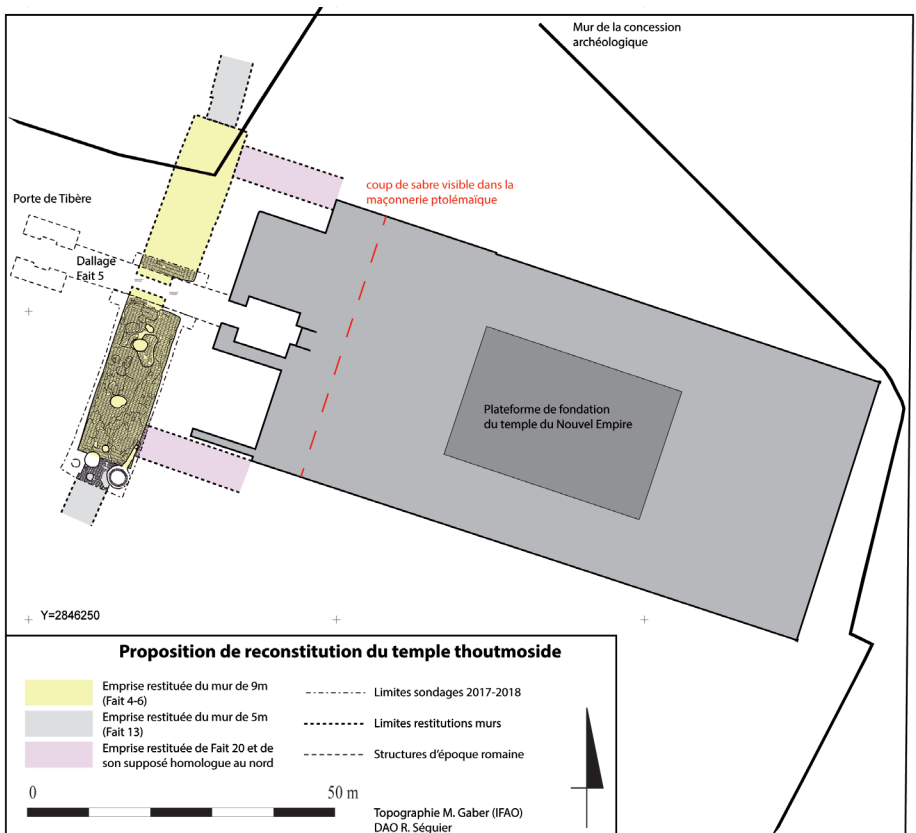 Mur de la concession
archéologique
coup de sabre visible dans la
maçonnerie ptolémaïque
Porte de Tibère
Dallage
Fait 5
Plateforme de fondation
du temple du Nouvel Empire
Y=2846250
Proposition de reconstitution du temple thoutmoside
Emprise restituée du mur de 9m
(Fait 4-6)
Emprise restituée du mur de 5m
(Fait 13)
Emprise restituée de Fait 20 et de
son supposé homologue au nord
Limites sondages 2017-2018
Limites restitutions murs
Structures d'époque romaine
0
50 m
Topographie M. Gaber (IFAO)
DAO R. Séguier